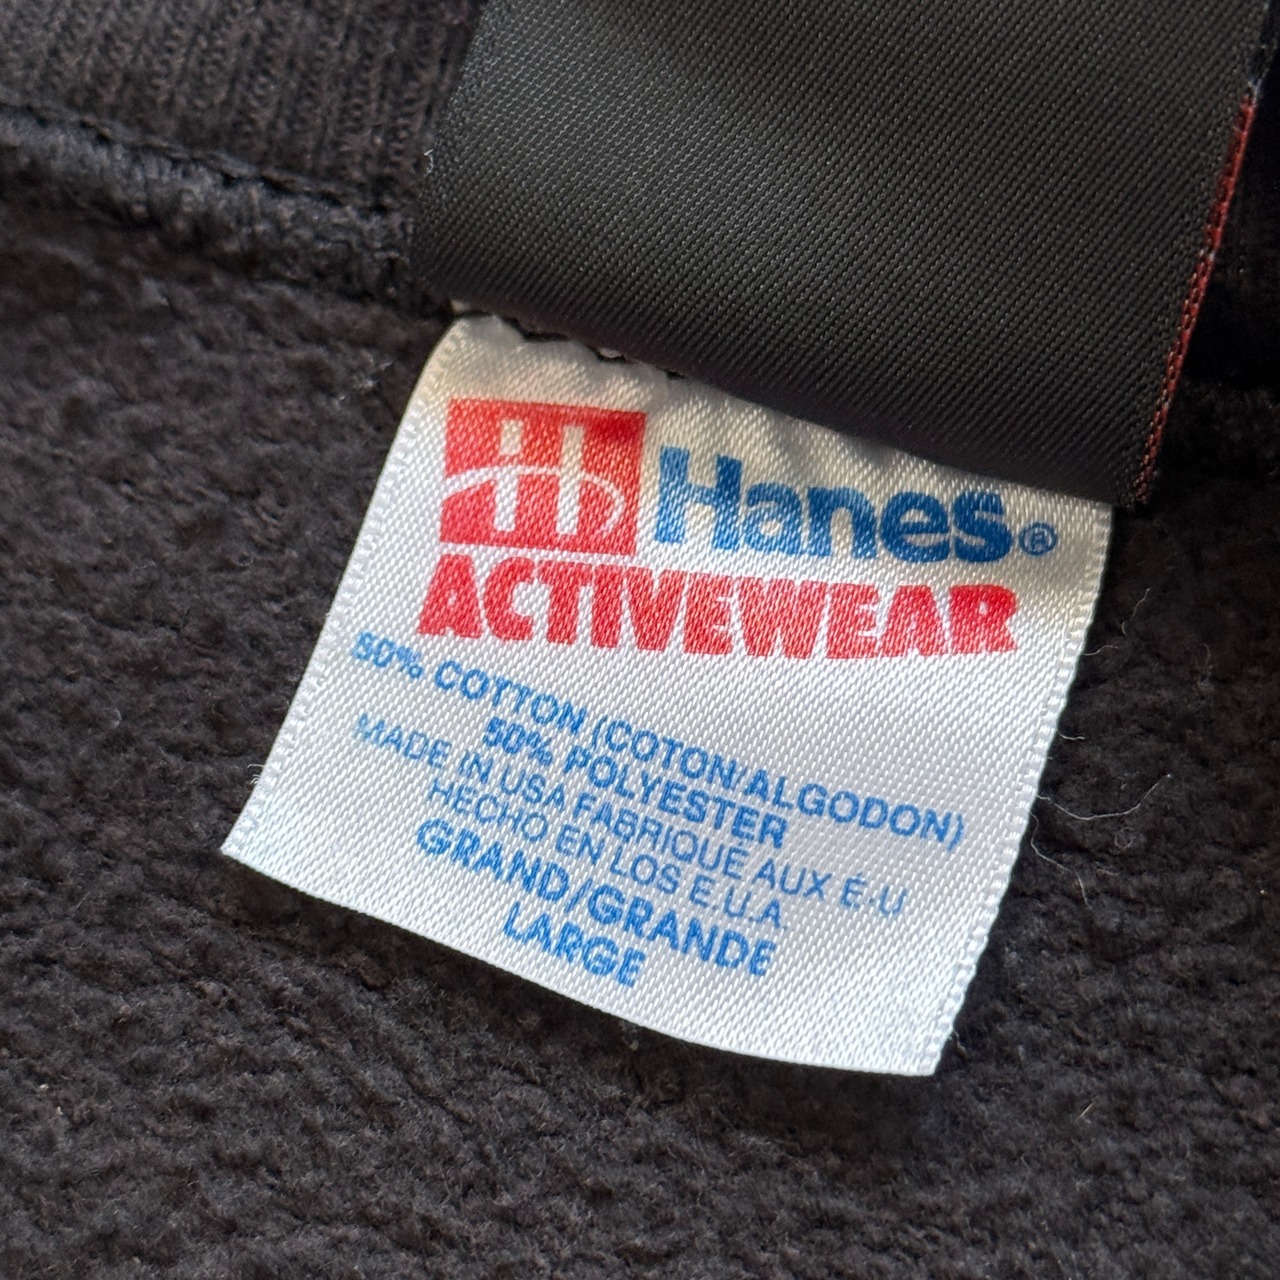 Hanes®
ACTIVEWEAR
50% COTTON (COTON/ALGODON)
50% POLYESTER
MADE IN USA FABRIQUÉ AUX É.U
HECHO EN LOS E.U.A.
GRAND/GRANDE
LARGE